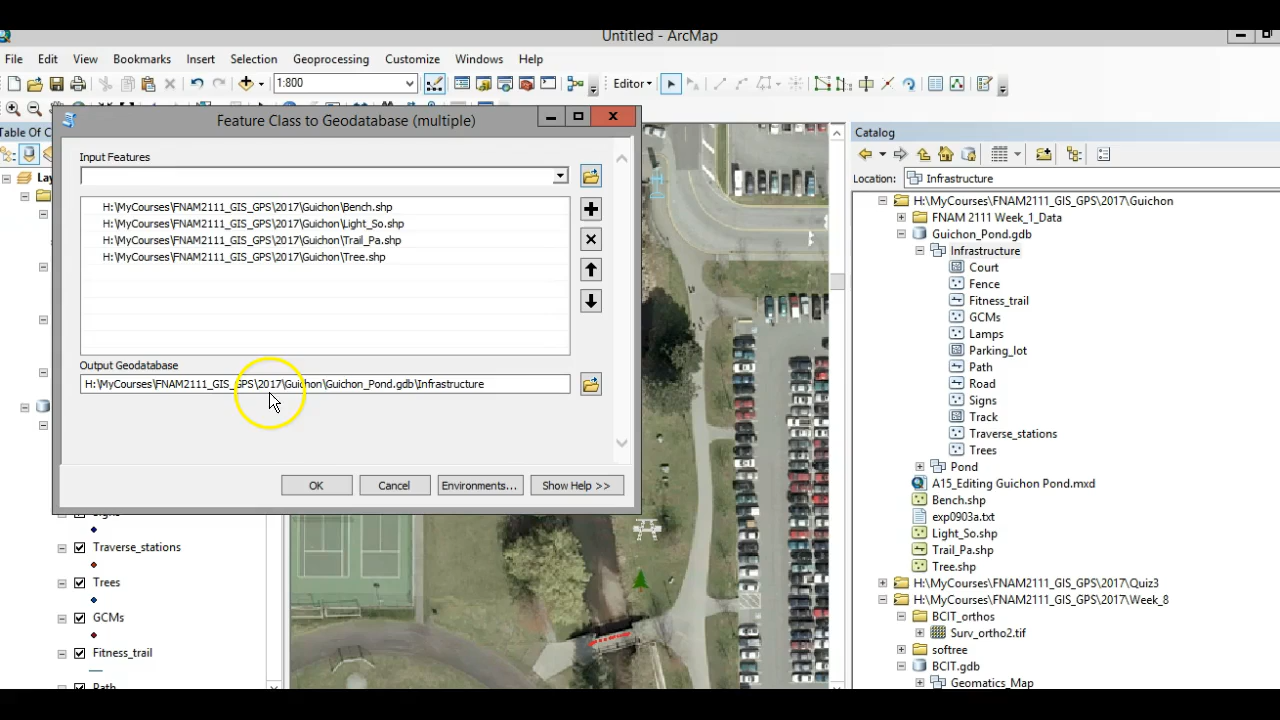 Untitled - ArcMap
File Edit View Bookmarks Insert Selection Geoprocessing Customize Windows Help
1:800
Editor
Table Of C
Lay
Feature Class to Geodatabase (multiple)
Input Features
H:\MyCourses\FNAM2111_GIS_GPS\2017\Guichon\Bench.shp
H:\MyCourses\FNAM2111_GIS_GPS\2017\Guichon\Light_So.shp
H:\MyCourses\FNAM2111_GIS_GPS\2017\Guichon\Trail_Pa.shp
H:\MyCourses\FNAM2111_GIS_GPS\2017\Guichon\Tree.shp
Output Geodatabase
H:\MyCourses\FNAM2111_GIS_GPS\2017\Guichon\Guichon_Pond.gdb\Infrastructure
OK Cancel Environments... Show Help >>
Signs
Traverse_stations
Trees
GCMs
Fitness_trail
Path
Catalog
Location: Infrastructure
H:\MyCourses\FNAM2111_GIS_GPS\2017\Guichon
FNAM 2111 Week_1_Data
Guichon_Pond.gdb
Infrastructure
Court
Fence
Fitness_trail
GCMs
Lamps
Parking_lot
Path
Road
Signs
Track
Traverse_stations
Trees
Pond
A15_Editing Guichon Pond.mxd
Bench.shp
exp0903a.txt
Light_So.shp
Trail_Pa.shp
Tree.shp
H:\MyCourses\FNAM2111_GIS_GPS\2017\Quiz3
H:\MyCourses\FNAM2111_GIS_GPS\2017\Week_8
BCIT_orthos
Surv_ortho2.tif
softree
BCIT.gdb
Geomatics_Map